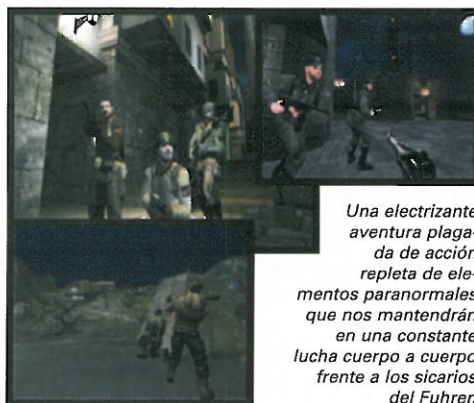 Una electrizante
aventura plaga-
da de acción
repleta de ele-
mentos paranormales
que nos mantendrán
en una constante
lucha cuerpo a cuerpo
frente a los sicarios
del Fuhrer.